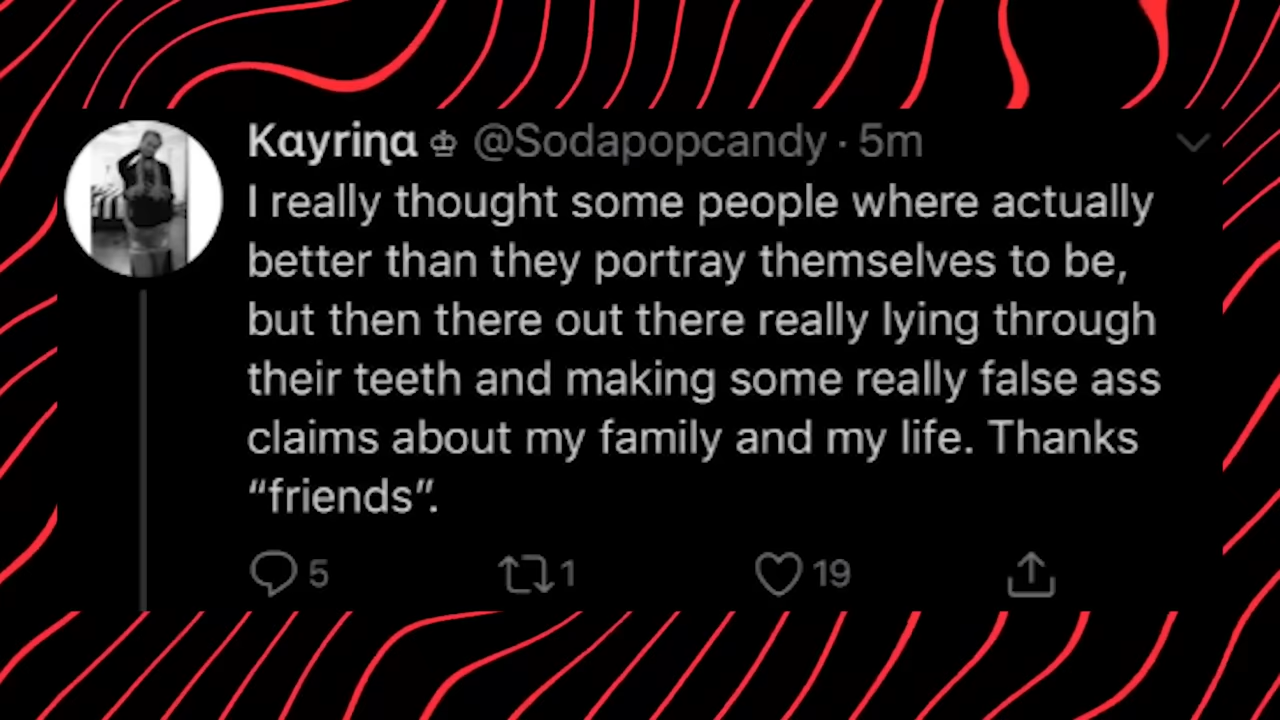 Kayriɳa ♔ @Sodapopcandy · 5m
I really thought some people where actually
better than they portray themselves to be,
but then there out there really lying through
their teeth and making some really false ass
claims about my family and my life. Thanks
“friends”.
5 1 19